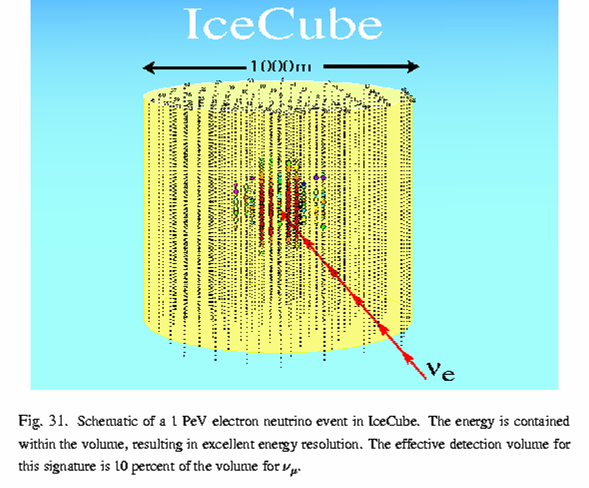 IceCube
1000m
νe
Fig. 31. Schematic of a 1 PeV electron neutrino event in IceCube. The energy is contained
within the volume, resulting in excellent energy resolution. The effective detection volume for
this signature is 10 percent of the volume for νμ.